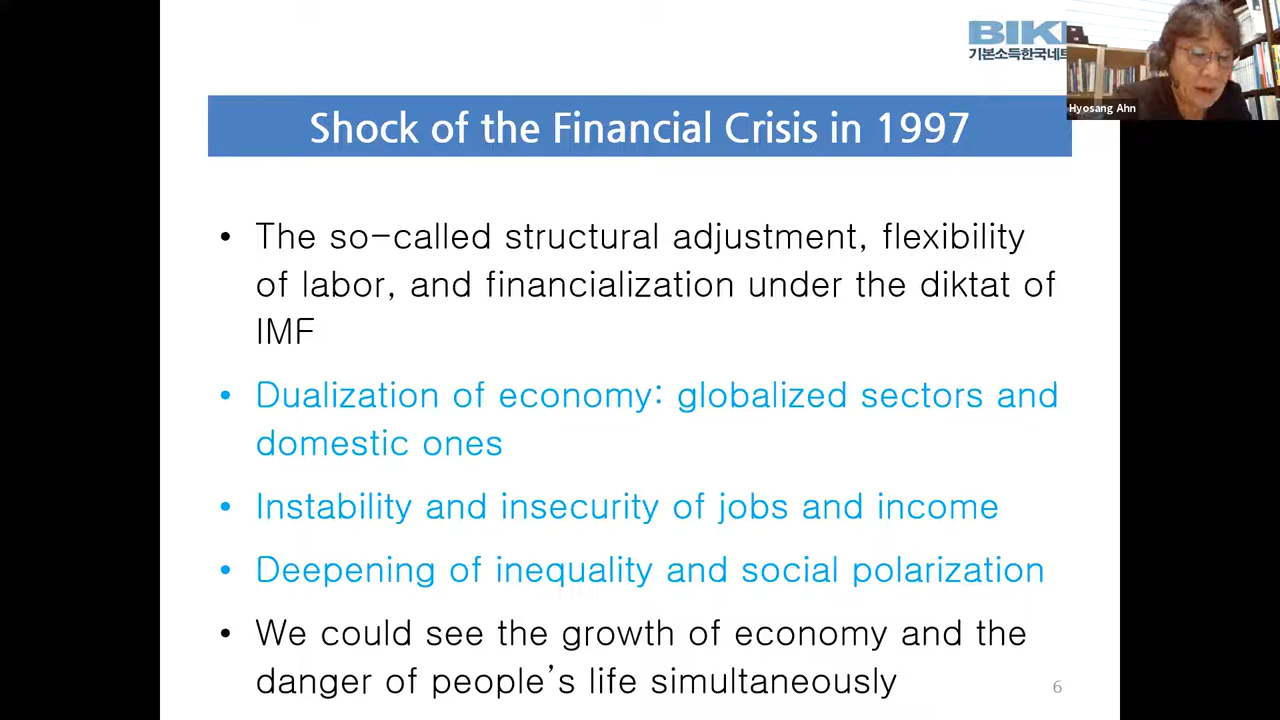 BIK
기본소득한국네
Hyosang Ahn
Shock of the Financial Crisis in 1997
• The so-called structural adjustment, flexibility
of labor, and financialization under the diktat of
IMF
• Dualization of economy: globalized sectors and
domestic ones
• Instability and insecurity of jobs and income
• Deepening of inequality and social polarization
• We could see the growth of economy and the
danger of people’s life simultaneously
6